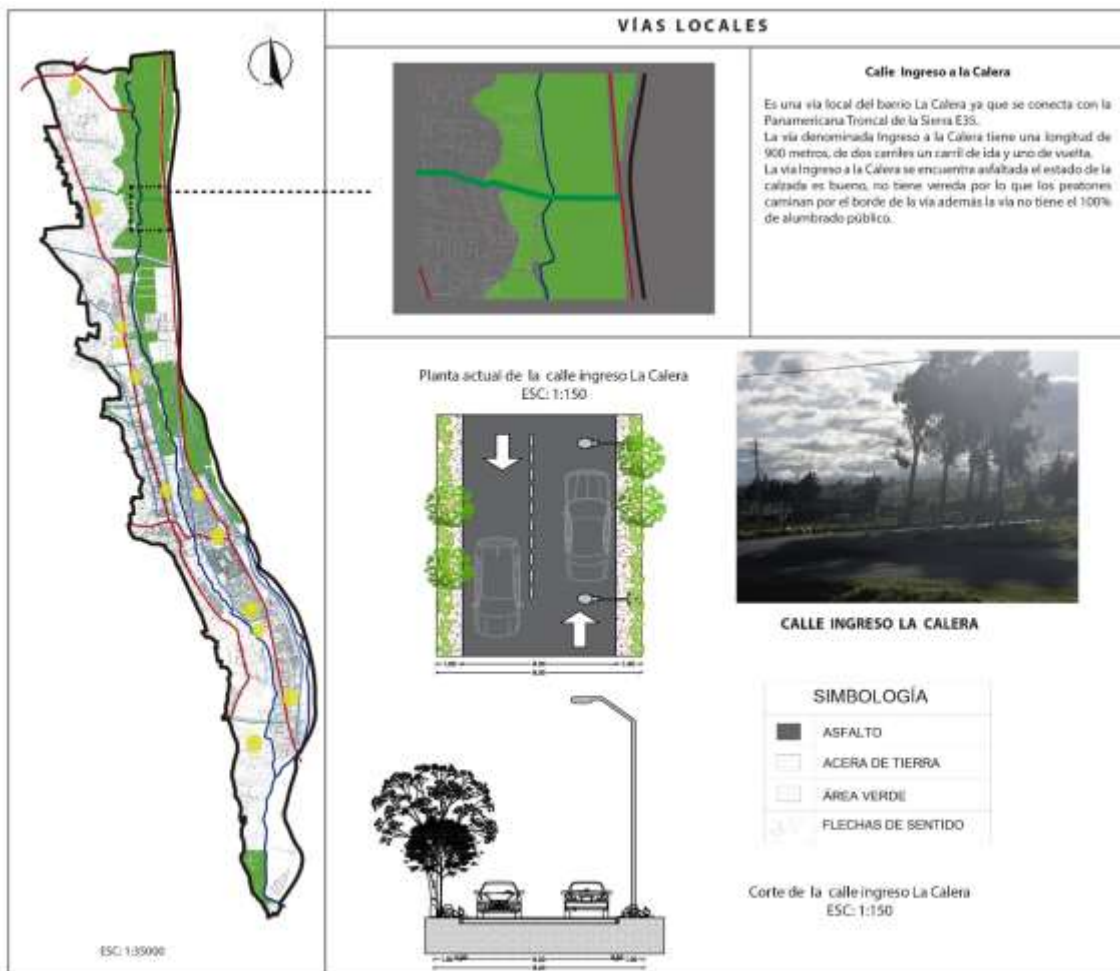 VÍAS LOCALES
Calle Ingreso a la Calera
Es una vía local del barrio La Calera ya que se conecta con la
Panamericana Troncal de la Sierra E35.
La vía denominada Ingreso a la Calera tiene una longitud de
900 metros, de dos carriles un carril de ida y uno de vuelta.
La vía Ingreso a la Calera se encuentra asfaltada el estado de la
calzada es bueno, no tiene vereda por lo que los peatones
caminan por el borde de la vía además la vía no tiene el 100%
de alumbrado público.
Planta actual de la calle ingreso La Calera
ESC: 1:150
CALLE INGRESO LA CALERA
SIMBOLOGÍA
ASFALTO
ACERA DE TIERRA
ÁREA VERDE
FLECHAS DE SENTIDO
Corte de la calle ingreso La Calera
ESC: 1:150
ESC: 1:35000